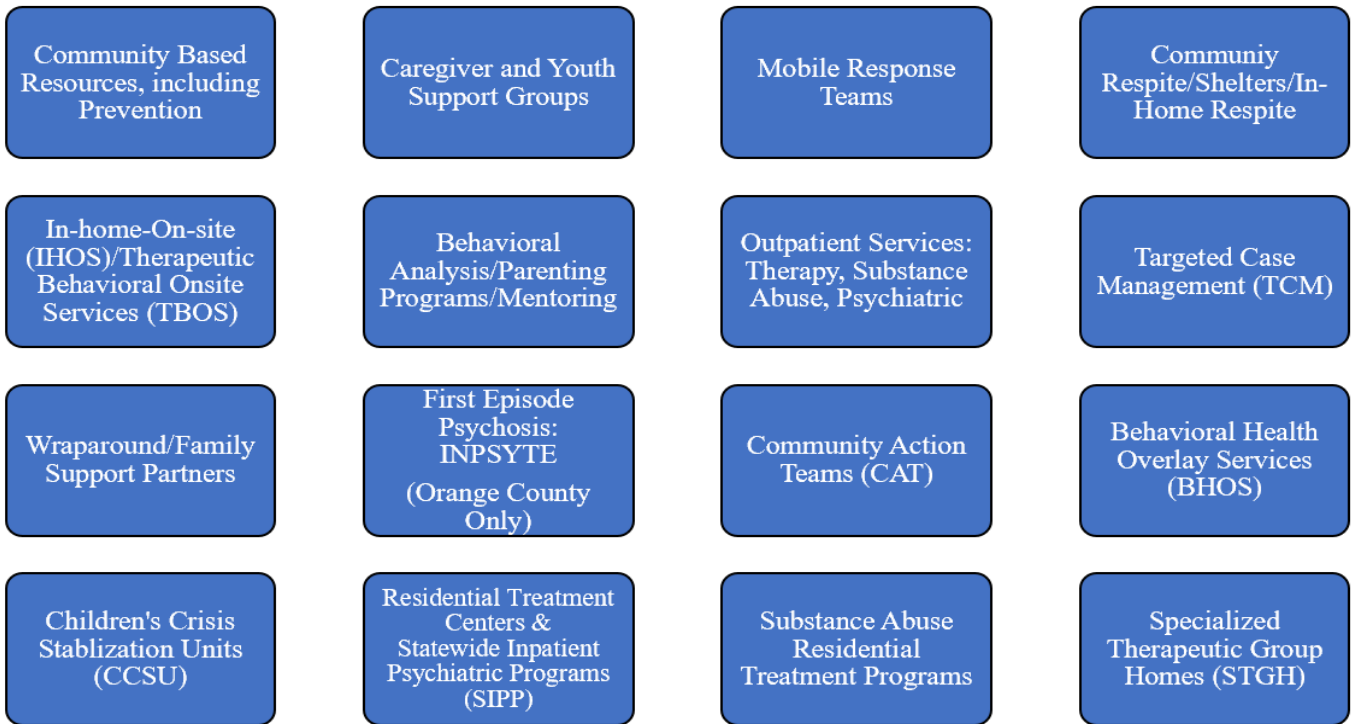 Community Based
Resources, including
Prevention
Caregiver and Youth
Support Groups
Mobile Response
Teams
Communiy
Respite/Shelters/In-
Home Respite
In-home-On-site
(IHOS)/Therapeutic
Behavioral Onsite
Services (TBOS)
Behavioral
Analysis/Parenting
Programs/Mentoring
Outpatient Services:
Therapy, Substance
Abuse, Psychiatric
Targeted Case
Management (TCM)
Wraparound/Family
Support Partners
First Episode
Psychosis:
INPSYTE
(Orange County
Only)
Community Action
Teams (CAT)
Behavioral Health
Overlay Services
(BHOS)
Children's Crisis
Stablization Units
(CCSU)
Residential Treatment
Centers &
Statewide Inpatient
Psychiatric Programs
(SIPP)
Substance Abuse
Residential
Treatment Programs
Specialized
Therapeutic Group
Homes (STGH)